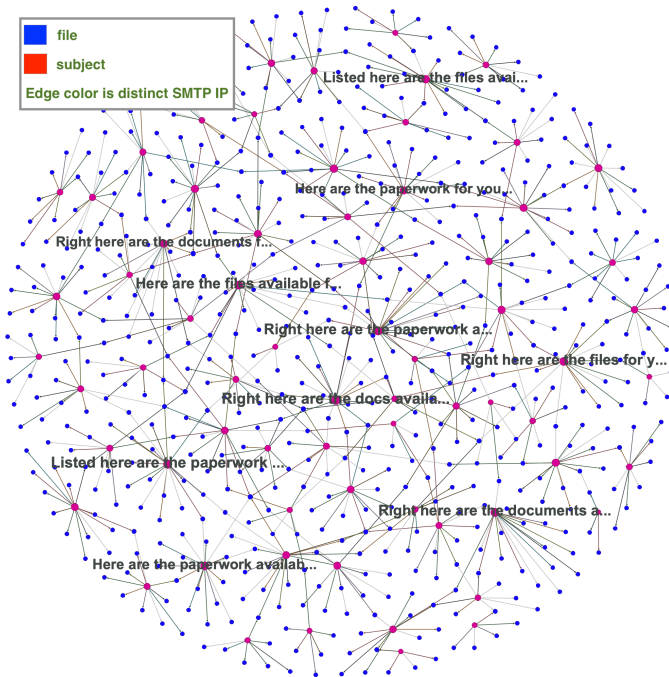 file
subject
Edge color is distinct SMTP IP
Listed here are the files avai...
Here are the paperwork for you...
Right here are the documents f...
Here are the files available f...
Right here are the paperwork a...
Right here are the files for y...
Right here are the docs availa...
Listed here are the paperwork ...
Right here are the documents a...
Here are the paperwork availab...